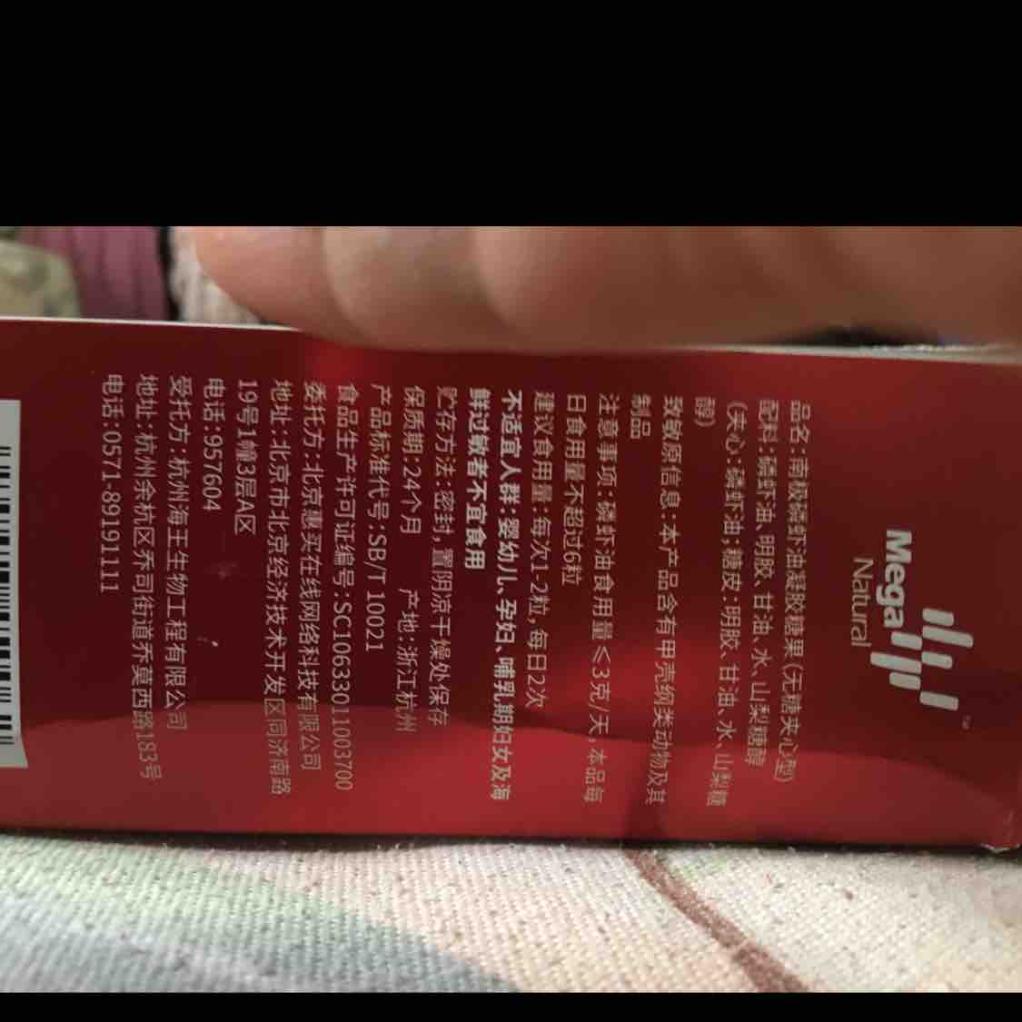 Mega
Natural
™
品名:南极磷虾油凝胶糖果(无糖夹心型)
配料:磷虾油、明胶、甘油、水、山梨糖醇
(夹心:磷虾油;糖皮:明胶、甘油、水、山梨糖
醇)
致敏原信息:本产品含有甲壳纲类动物及其
制品
注意事项:磷虾油食用量≤3克/天,本品每
日食用量不超过6粒
建议食用量:每次1-2粒,每日2次
不适宜人群:婴幼儿、孕妇、哺乳期妇女及海
鲜过敏者不宜食用
贮存方法:密封,置阴凉干燥处保存
保质期:24个月 产地:浙江杭州
产品标准代号:SB/T 10021
食品生产许可证编号:SC10633011003700
委托方:北京惠买在线网络科技有限公司
地址:北京市北京经济技术开发区同济南路
19号1幢3层A区
电话:957604
受托方:杭州海王生物工程有限公司
地址:杭州余杭区乔司街道乔莫西路183号
电话:0571-89191111